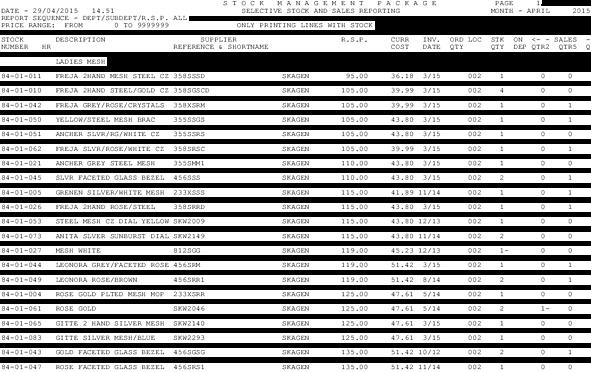 STOCK MANAGEMENT PACKAGE PAGE 1
DATE - 29/04/2015 14.51 SELECTIVE STOCK AND SALES REPORTING MONTH - APRIL 2015
REPORT SEQUENCE - DEPT/SUBDEPT/R.S.P. ALL
PRICE RANGE: FROM 0 TO 9999999 ONLY PRINTING LINES WITH STOCK
STOCK DESCRIPTION SUPPLIER R.S.P. CURR INV. ORD LOC STK ON <- - SALES -
NUMBER HR REFERENCE & SHORTNAME COST DATE QTY QTY DEP QTR2 QTR5 Q
LADIES MESH
84-01-011 FREJA 2HAND MESH STEEL CZ 358SSSD SKAGEN 95.00 36.18 3/15 002 1 0 0
84-01-010 FREJA 2HAND STEEL/GOLD CZ 358SGSCD SKAGEN 105.00 39.99 3/15 002 4 0 0
84-01-042 FREJA GREY/ROSE/CRYSTALS 358XSRM SKAGEN 105.00 39.99 3/15 002 1 0 1
84-01-050 YELLOW/STEEL MESH BRAC 355SSGS SKAGEN 105.00 43.80 3/15 002 1 0 1
84-01-051 ANCHER SLVR/RG/WHITE CZ 355SSRS SKAGEN 105.00 43.80 3/15 002 1 0 0
84-01-062 FREJA SLVR/ROSE/WHITE CZ 358SRSC SKAGEN 105.00 39.99 3/15 002 1 0 1
84-01-021 ANCHER GREY STEEL MESH 355SMM1 SKAGEN 110.00 43.80 3/15 002 1 0 0
84-01-045 SLVR FACETED GLASS BEZEL 456SSS SKAGEN 110.00 43.80 3/15 002 2 0 1
84-01-005 GRENEN SILVER/WHITE MESH 233XSSS SKAGEN 115.00 41.89 11/14 002 1 0 1
84-01-026 FREJA 2HAND ROSE/STEEL 358SRRD SKAGEN 115.00 43.80 3/15 002 1 0 1
84-01-053 STEEL MESH CZ DIAL YELLOW SKW2009 SKAGEN 115.00 43.80 12/13 002 1 0 0
84-01-073 ANITA SLVR SUNBURST DIAL SKW2149 SKAGEN 115.00 43.80 11/14 002 2 0 0
84-01-027 MESH WHITE 812SGG SKAGEN 119.00 45.23 12/13 002 1- 0 0
84-01-044 LEONORA GREY/FACETED ROSE 456SRM SKAGEN 119.00 51.42 3/15 002 1 0 1
84-01-049 LEONORA ROSE/BROWN 456SRR1 SKAGEN 119.00 51.42 8/14 002 2 0 1
84-01-004 ROSE GOLD PLTED MESH MOP 233XSRR SKAGEN 125.00 47.61 3/15 002 1 0 0
84-01-061 ROSE GOLD SKW2046 SKAGEN 125.00 47.61 5/14 002 2 1- 0
84-01-065 GITTE 2 HAND SILVER MESH SKW2140 SKAGEN 125.00 47.61 3/15 002 1 0 0
84-01-083 GITTE SILVER MESH/BLUE SKW2293 SKAGEN 125.00 47.61 3/15 002 1 0 0
84-01-043 GOLD FACETED GLASS BEZEL 456SGSG SKAGEN 135.00 51.42 10/12 002 2 0 1
84-01-047 ROSE FACETED GLASS BEZEL 456SRS1 SKAGEN 135.00 51.42 11/14 002 1 0 0